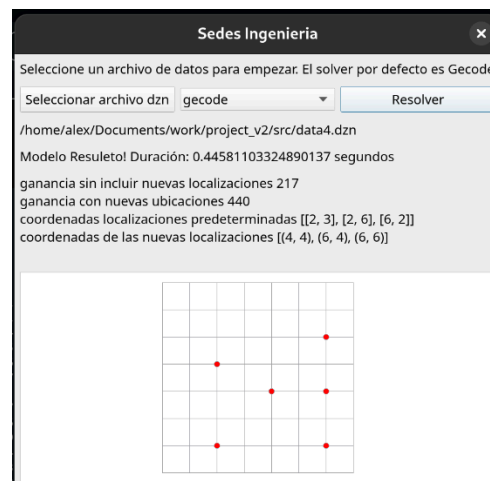 Sedes Ingenieria
Seleccione un archivo de datos para empezar. El solver por defecto es Gecode
Seleccionar archivo dzn gecode Resolver
/home/alex/Documents/work/project_v2/src/data4.dzn
Modelo Resuleto! Duración: 0.44581103324890137 segundos
ganancia sin incluir nuevas localizaciones 217
ganancia con nuevas ubicaciones 440
coordenadas localizaciones predeterminadas [[2, 3], [2, 6], [6, 2]]
coordenadas de las nuevas localizaciones [(4, 4), (6, 4), (6, 6)]